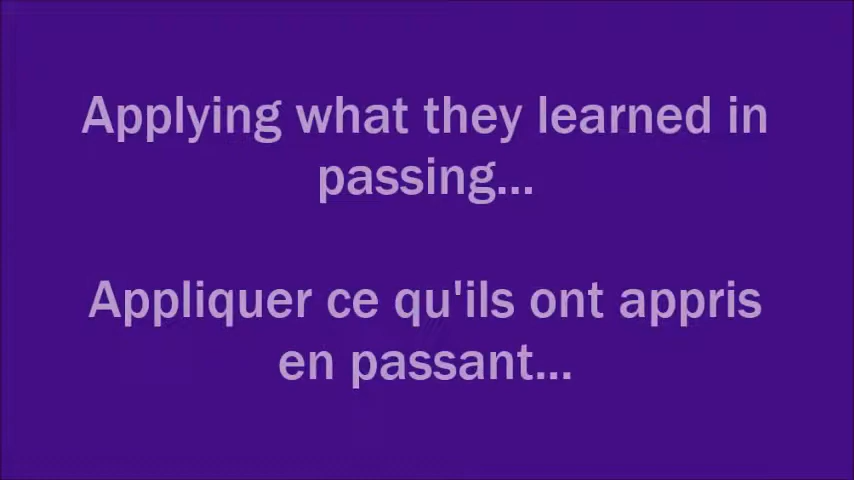 Applying what they learned in
passing...
Appliquer ce qu'ils ont appris
en passant...